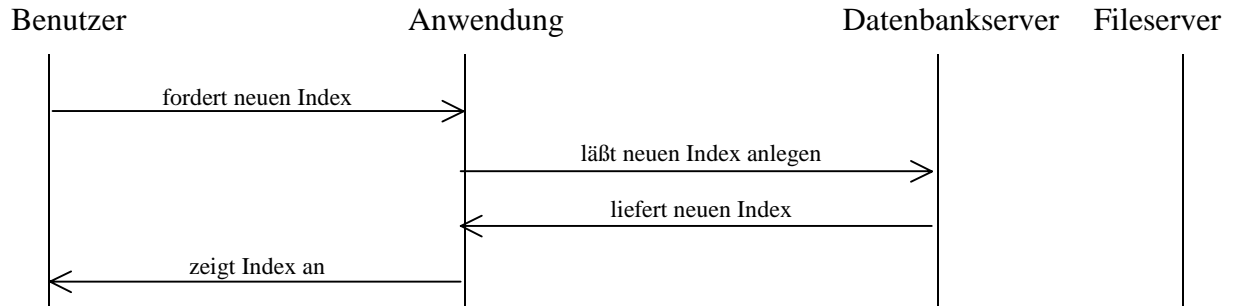 Benutzer Anwendung Datenbankserver Fileserver
fordert neuen Index
läßt neuen Index anlegen
liefert neuen Index
zeigt Index an